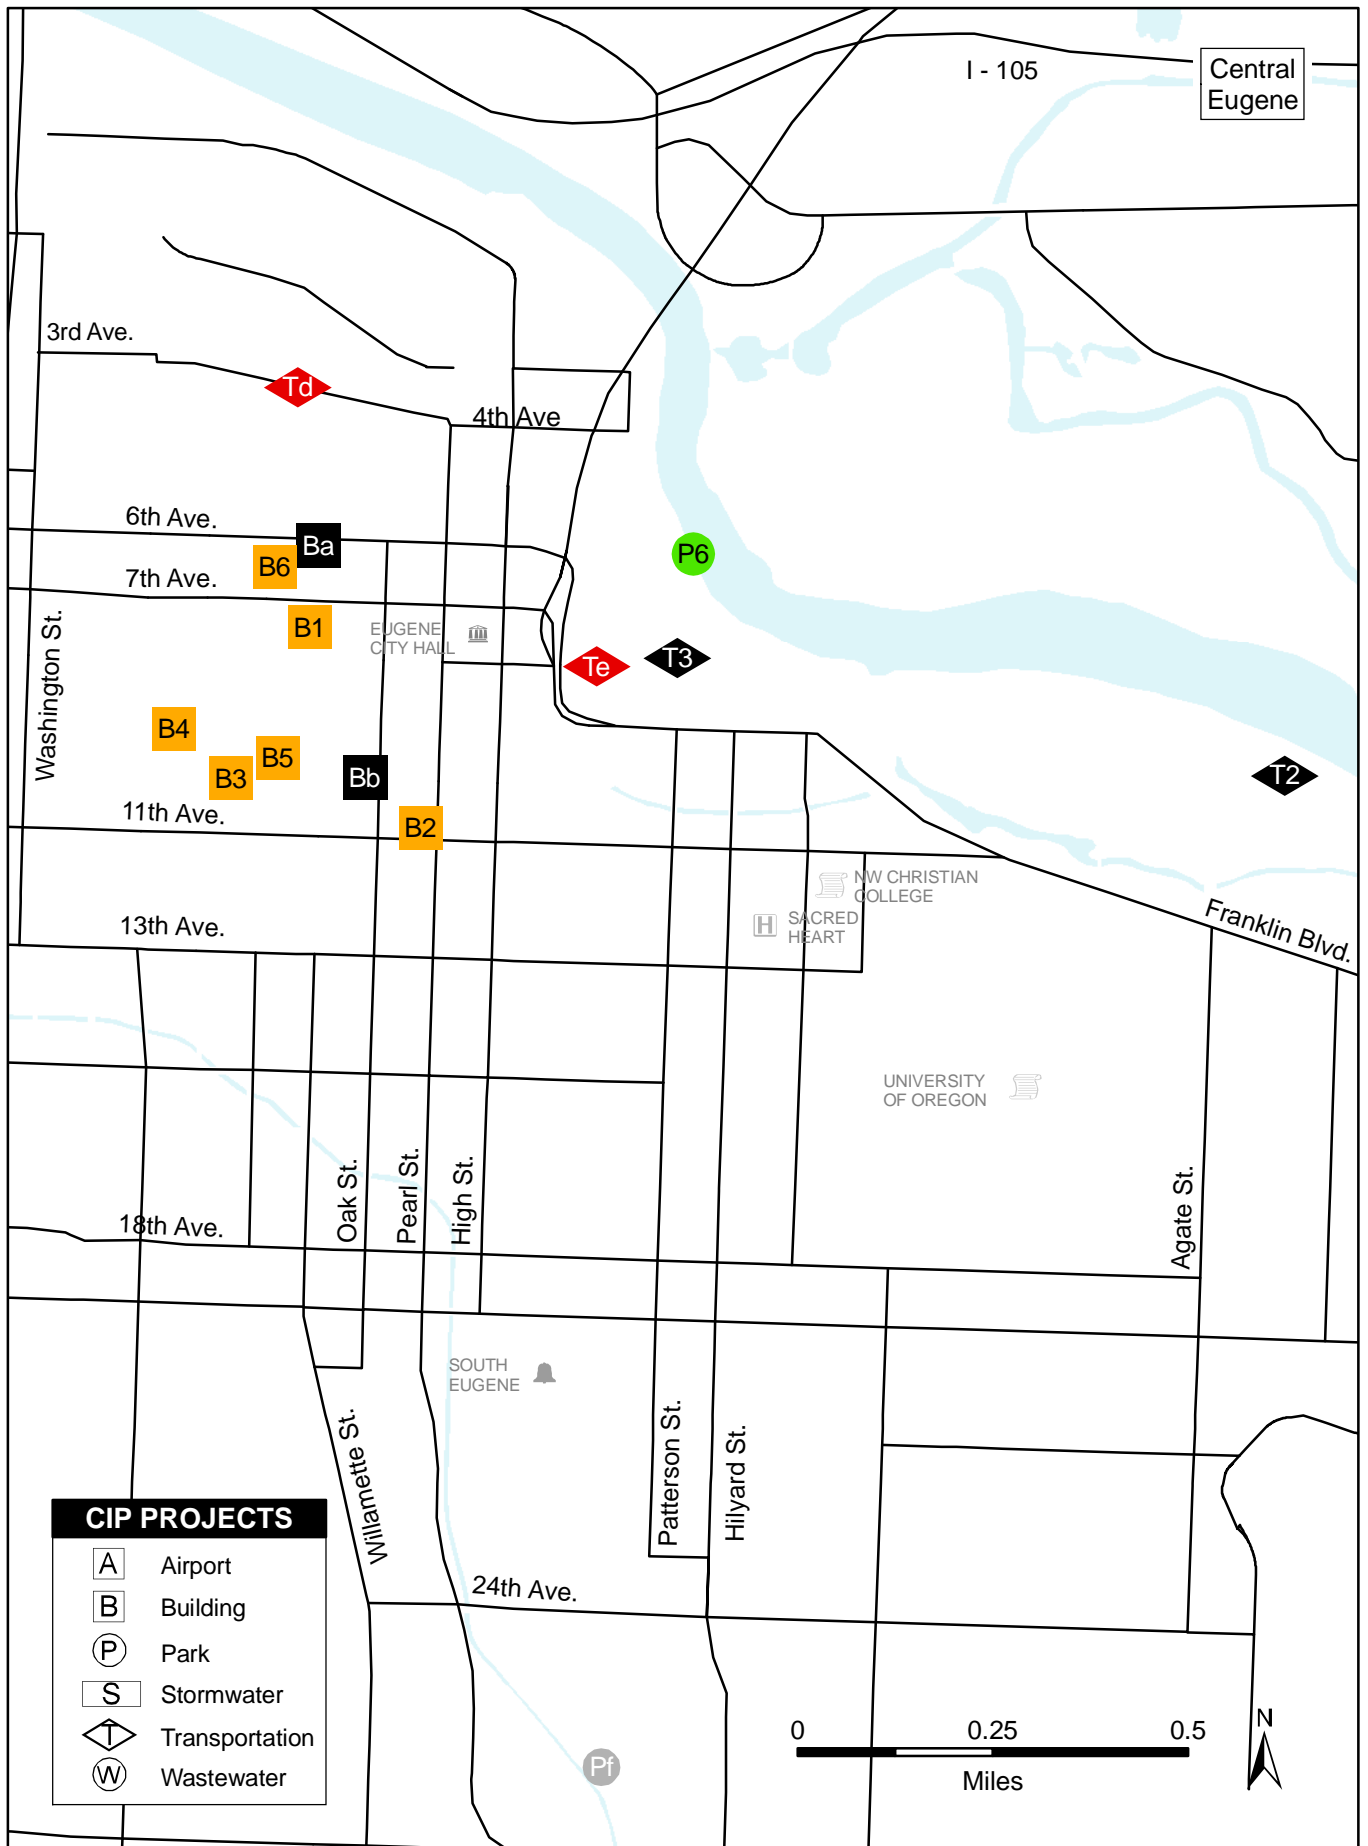 I - 105
Central
Eugene
3rd Ave.
Td
4th Ave
6th Ave.
Ba
B6
P6
7th Ave.
B1
EUGENE
CITY HALL
Te
T3
Washington St.
B4
B5
B3
Bb
T2
11th Ave.
B2
NW CHRISTIAN
COLLEGE
H
SACRED
HEART
13th Ave.
Franklin Blvd.
UNIVERSITY
OF OREGON
Oak St.
Pearl St.
High St.
Agate St.
18th Ave.
SOUTH
EUGENE
Willamette St.
Patterson St.
Hilyard St.
24th Ave.
CIP PROJECTS
A Airport
B Building
P Park
S Stormwater
T Transportation
W Wastewater
Pf
0 0.25 0.5
Miles
N